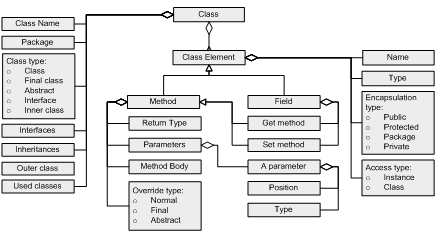 Class
Class Name
Package
Class type:
o Class
o Final class
o Abstract
o Interface
o Inner class
Interfaces
Inheritances
Outer class
Used classes
Class Element
Method
Return Type
Parameters
Method Body
Override type:
o Normal
o Final
o Abstract
Field
Get method
Set method
A parameter
Position
Type
Name
Type
Encapsulation
type:
o Public
o Protected
o Package
o Private
Access type:
o Instance
o Class